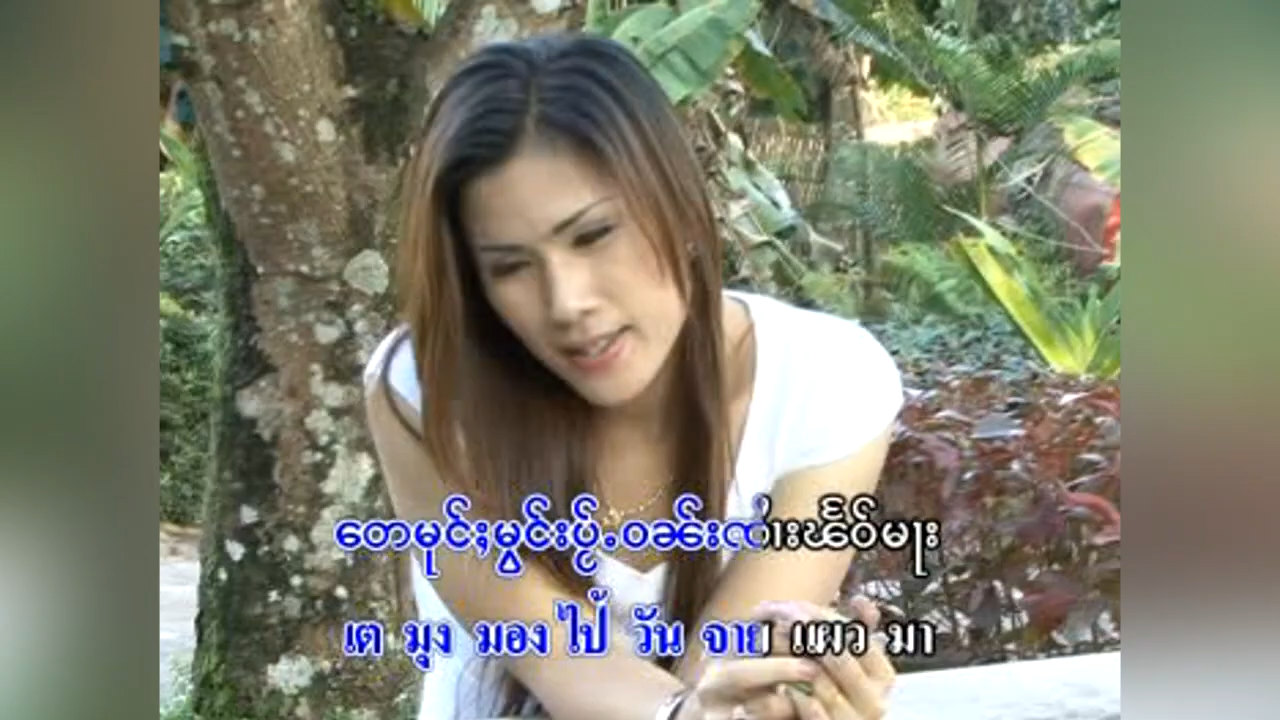 တေမုင်ႈမွင်းပႂ်ႉဝၼ်းၸၢႆးၽႅဝ်မႃး
เต มุง มอง ไป้ วัน จาย แผว มา